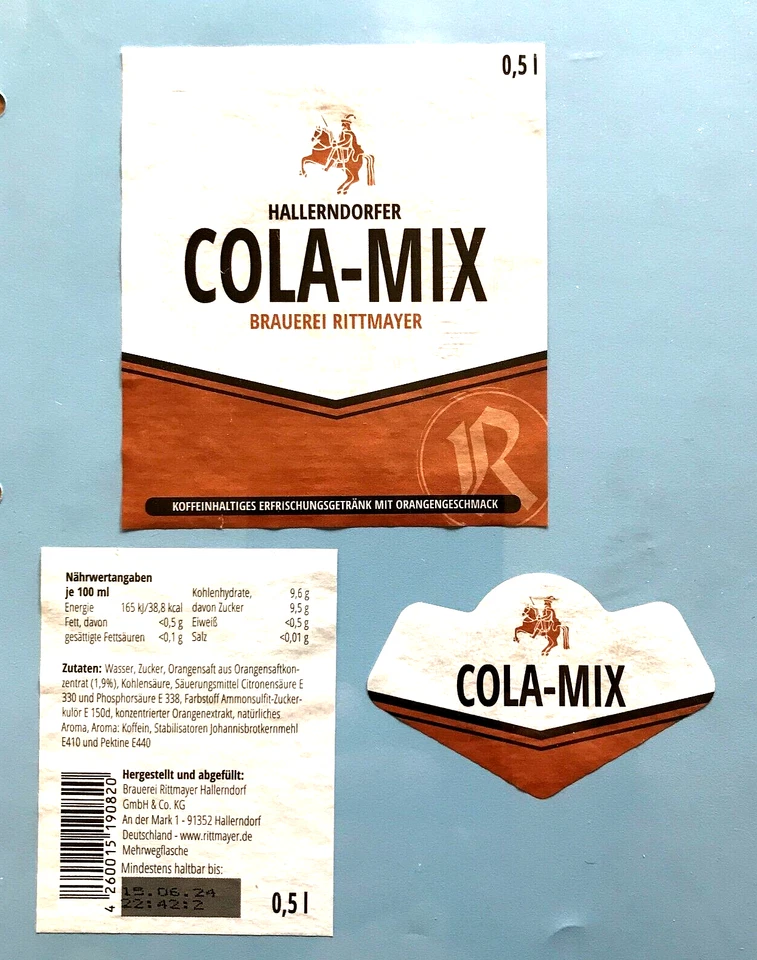 0,5 l
HALLERNDORFER
COLA-MIX
BRAUEREI RITTMAYER
R
KOFFEINHALTIGES ERFRISCHUNGSGETRÄNK MIT ORANGENGESCHMACK
Nährwertangaben
je 100 ml
Energie 165 kJ/38,8 kcal
Fett, davon <0,5 g
gesättigte Fettsäuren <0,1 g
Kohlenhydrate, 9,6 g
davon Zucker 9,5 g
Eiweiß <0,5 g
Salz <0,01 g
Zutaten: Wasser, Zucker, Orangensaft aus Orangensaftkon-
zentrat (1,9%), Kohlensäure, Säuerungsmittel Citronensäure E
330 und Phosphorsäure E 338, Farbstoff Ammonsulfit-Zucker-
kulör E 150d, konzentrierter Orangenextrakt, natürliches
Aroma, Aroma: Koffein, Stabilisatoren Johannisbrotkernmehl
E410 und Pektine E440
Hergestellt und abgefüllt:
Brauerei Rittmayer Hallerndorf
GmbH & Co. KG
An der Mark 1 - 91352 Hallerndorf
Deutschland - www.rittmayer.de
Mehrwegflasche
Mindestens haltbar bis:
15.06.24
22:42:2
0,5 l
4 260015 190820
COLA-MIX